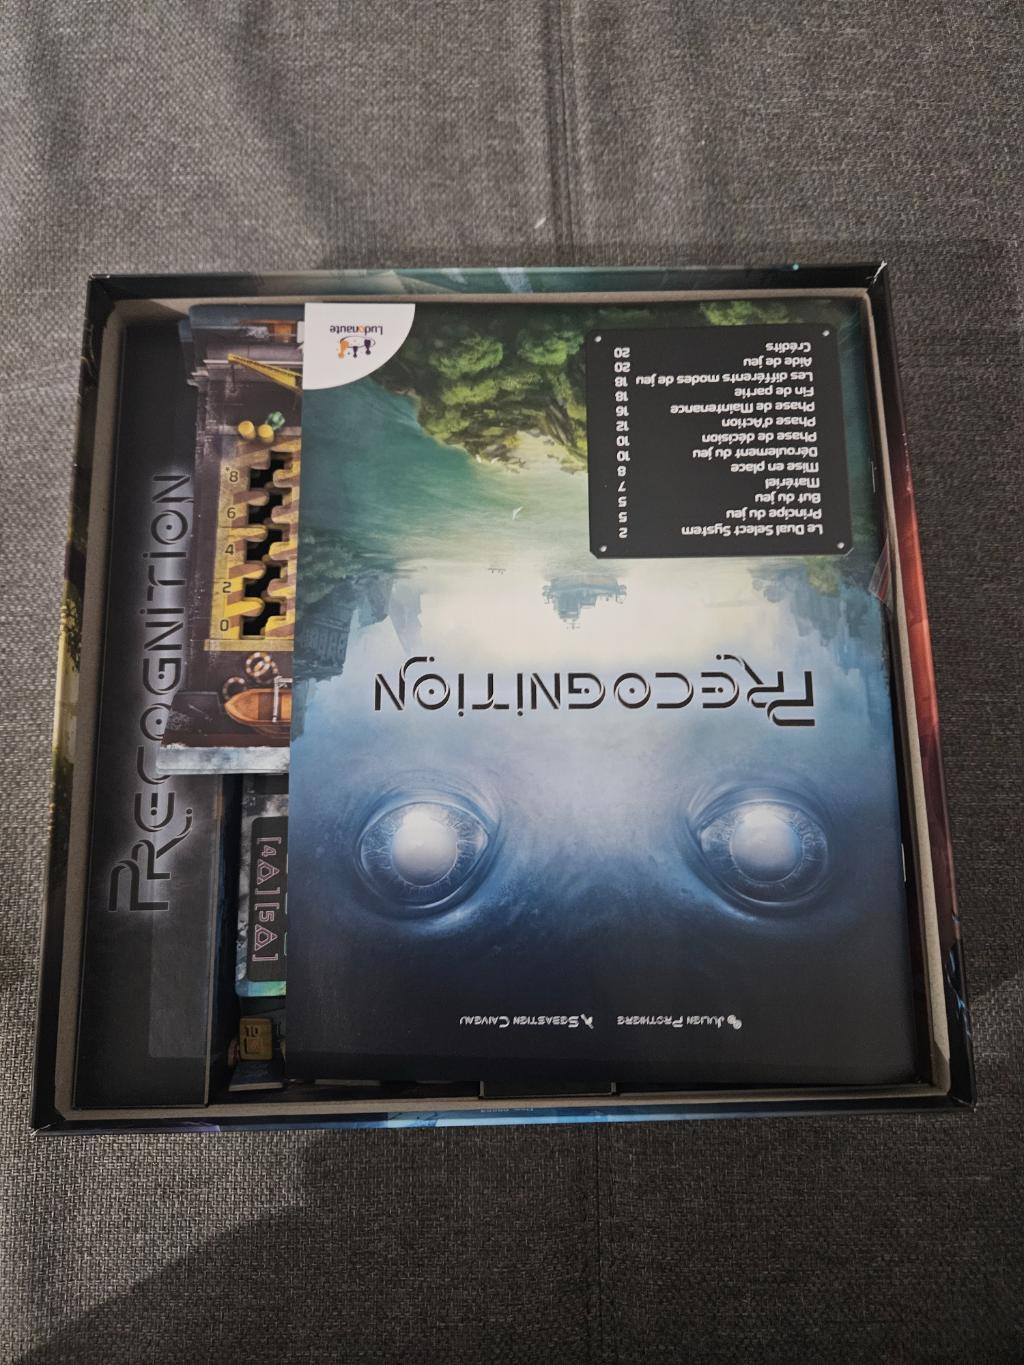 Precognition
Ludonaute
Le Dual Select System 2
Principe du jeu 5
But du jeu 5
Matériel 7
Mise en place 8
Déroulement du jeu 10
Phase de décision 10
Phase d'Action 12
Phase de Maintenance 16
Fin de partie 18
Les différents modes de jeu 18
Aide de jeu 20
Crédits 20
Precognition
Julien Prothière
Sébastien Caiveau
8
6
4
2
0
[4△][5△]
10